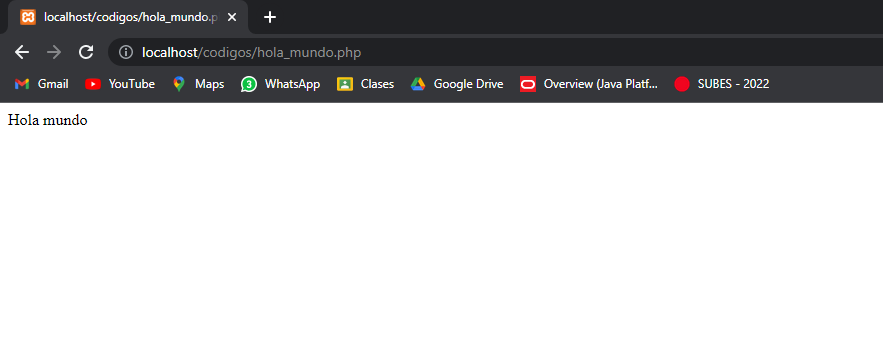 localhost/codigos/hola_mundo.p
localhost/codigos/hola_mundo.php
Gmail YouTube Maps 3 WhatsApp Clases Google Drive Overview (Java Platf... SUBES - 2022
Hola mundo